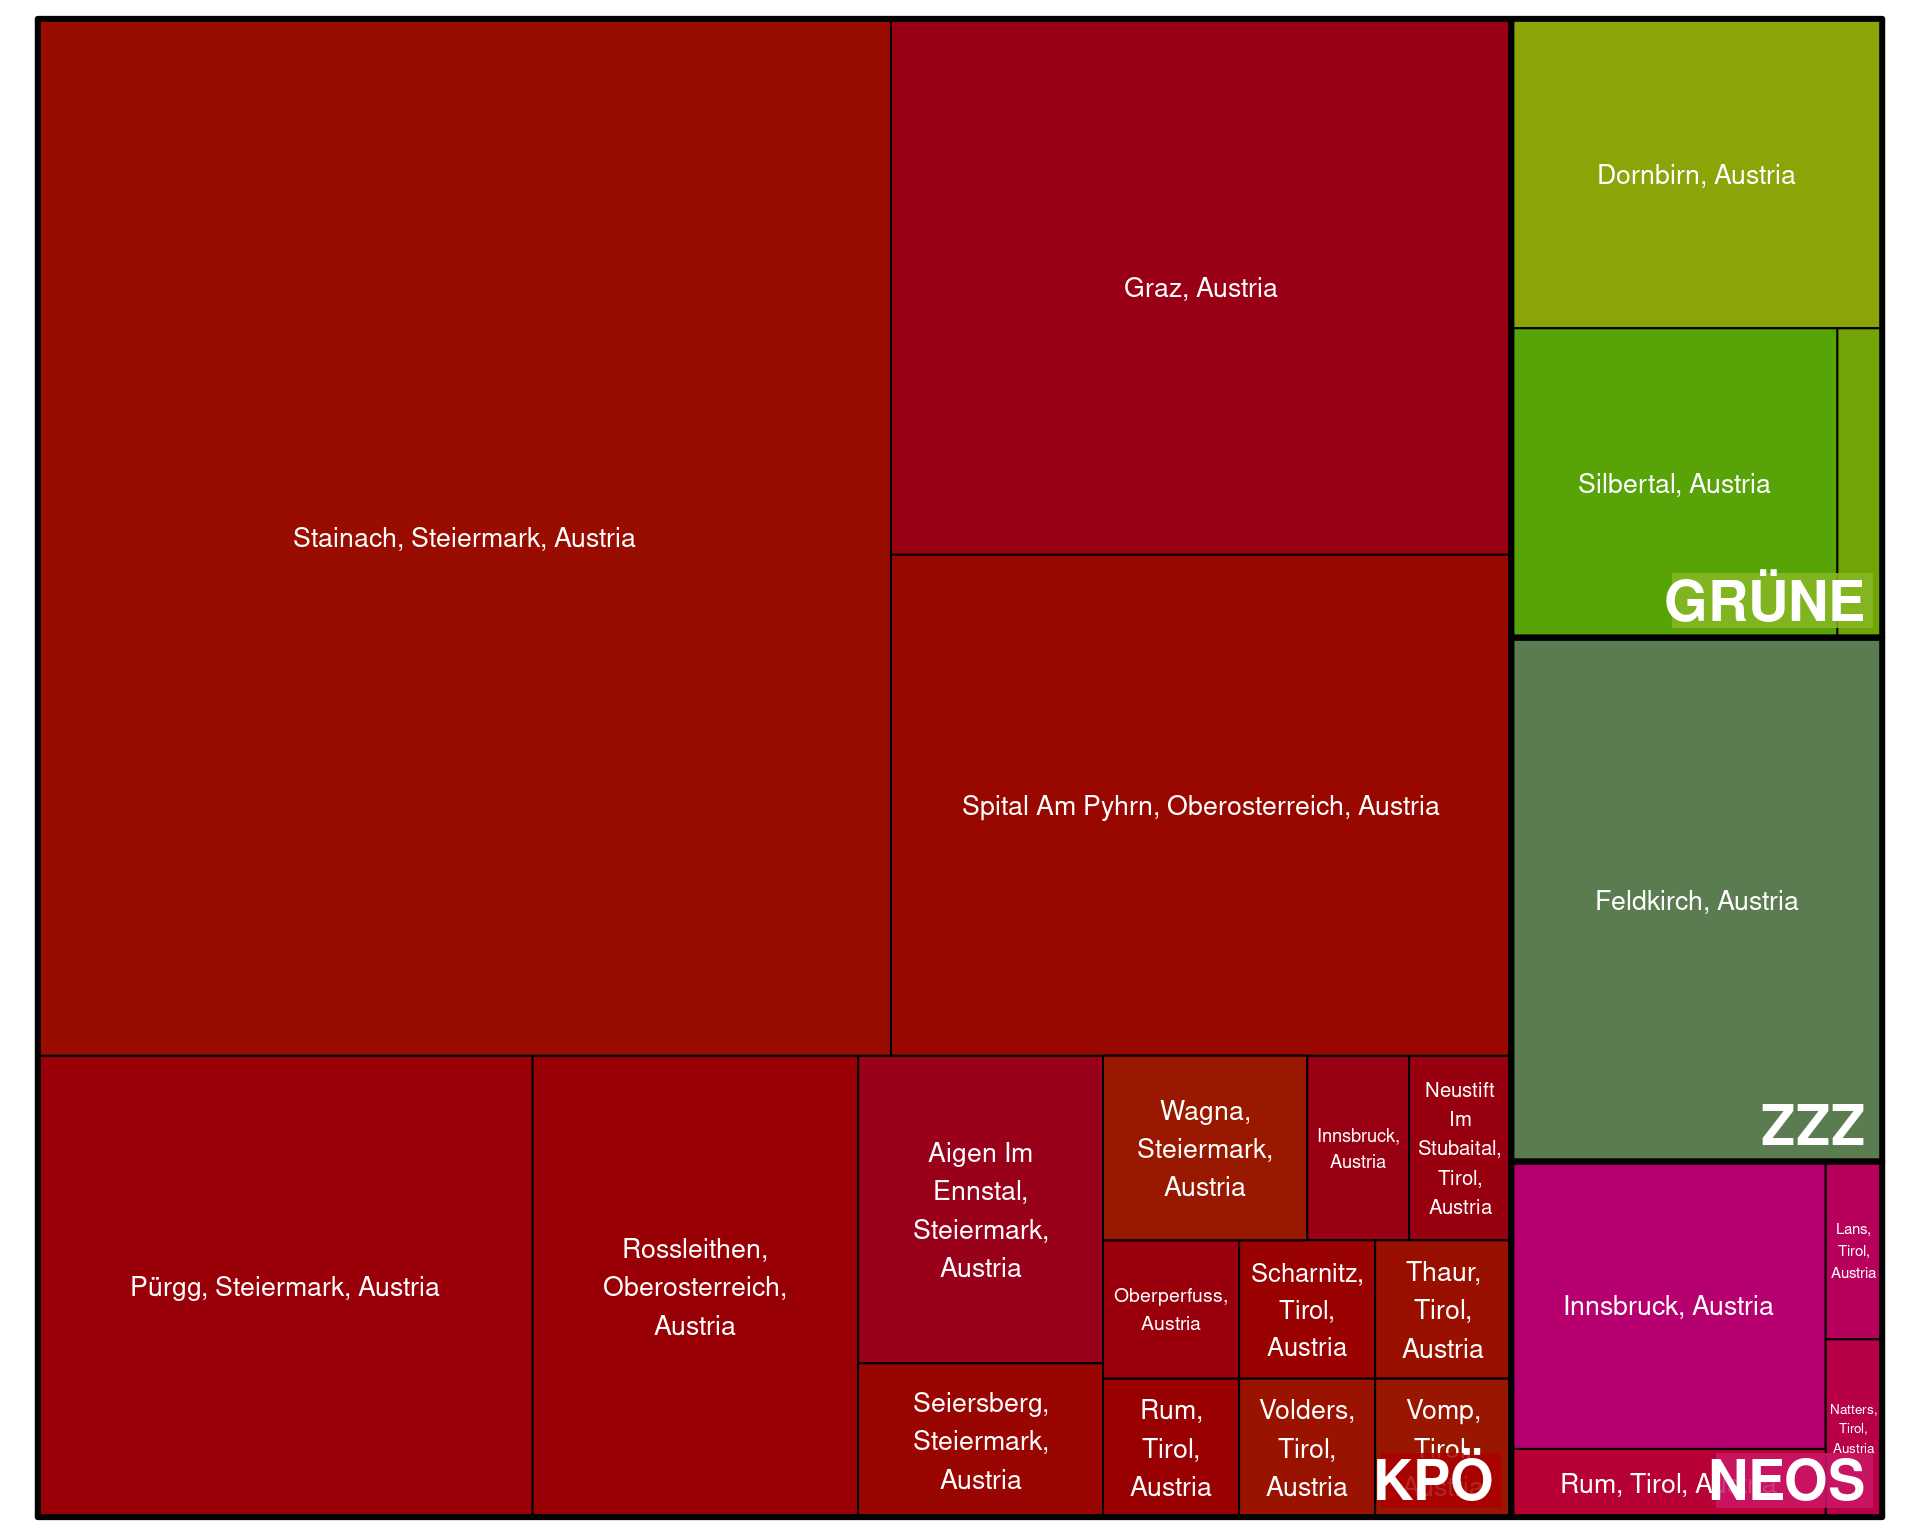 Stainach, Steiermark, Austria
Graz, Austria
Spital Am Pyhrn, Oberosterreich, Austria
Pürgg, Steiermark, Austria
Rossleithen,
Oberosterreich,
Austria
Aigen Im
Ennstal,
Steiermark,
Austria
Seiersberg,
Steiermark,
Austria
Wagna,
Steiermark,
Austria
Innsbruck,
Austria
Neustift
Im
Stubaital,
Tirol,
Austria
Oberperfuss,
Austria
Scharnitz,
Tirol,
Austria
Thaur,
Tirol,
Austria
Rum,
Tirol,
Austria
Volders,
Tirol,
Austria
Vomp,
Tirol,
Austria
KPÖ
Dornbirn, Austria
Silbertal, Austria
GRÜNE
Feldkirch, Austria
ZZZ
Innsbruck, Austria
Lans,
Tirol,
Austria
Natters,
Tirol,
Austria
Rum, Tirol, Austria
NEOS